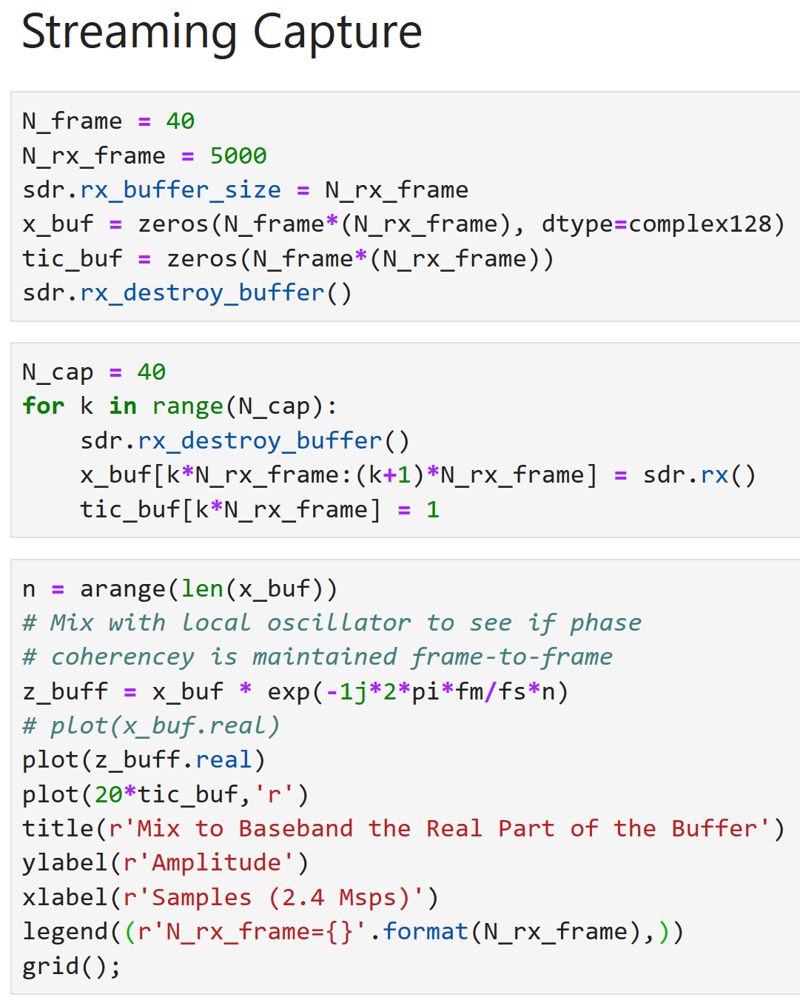 Streaming Capture
N_frame = 40
N_rx_frame = 5000
sdr.rx_buffer_size = N_rx_frame
x_buf = zeros(N_frame*(N_rx_frame), dtype=complex128)
tic_buf = zeros(N_frame*(N_rx_frame))
sdr.rx_destroy_buffer()
N_cap = 40
for k in range(N_cap):
    sdr.rx_destroy_buffer()
    x_buf[k*N_rx_frame:(k+1)*N_rx_frame] = sdr.rx()
    tic_buf[k*N_rx_frame] = 1
n = arange(len(x_buf))
# Mix with local oscillator to see if phase
# coherencey is maintained frame-to-frame
z_buff = x_buf * exp(-1j*2*pi*fm/fs*n)
# plot(x_buf.real)
plot(z_buff.real)
plot(20*tic_buf,'r')
title(r'Mix to Baseband the Real Part of the Buffer')
ylabel(r'Amplitude')
xlabel(r'Samples (2.4 Msps)')
legend((r'N_rx_frame={}'.format(N_rx_frame),))
grid();